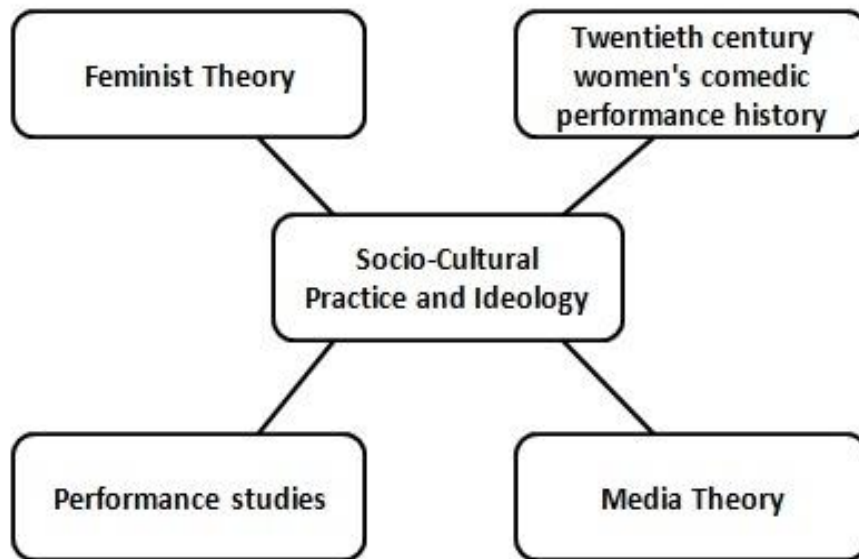 Feminist Theory
Twentieth century
women's comedic
performance history
Socio-Cultural
Practice and Ideology
Performance studies
Media Theory